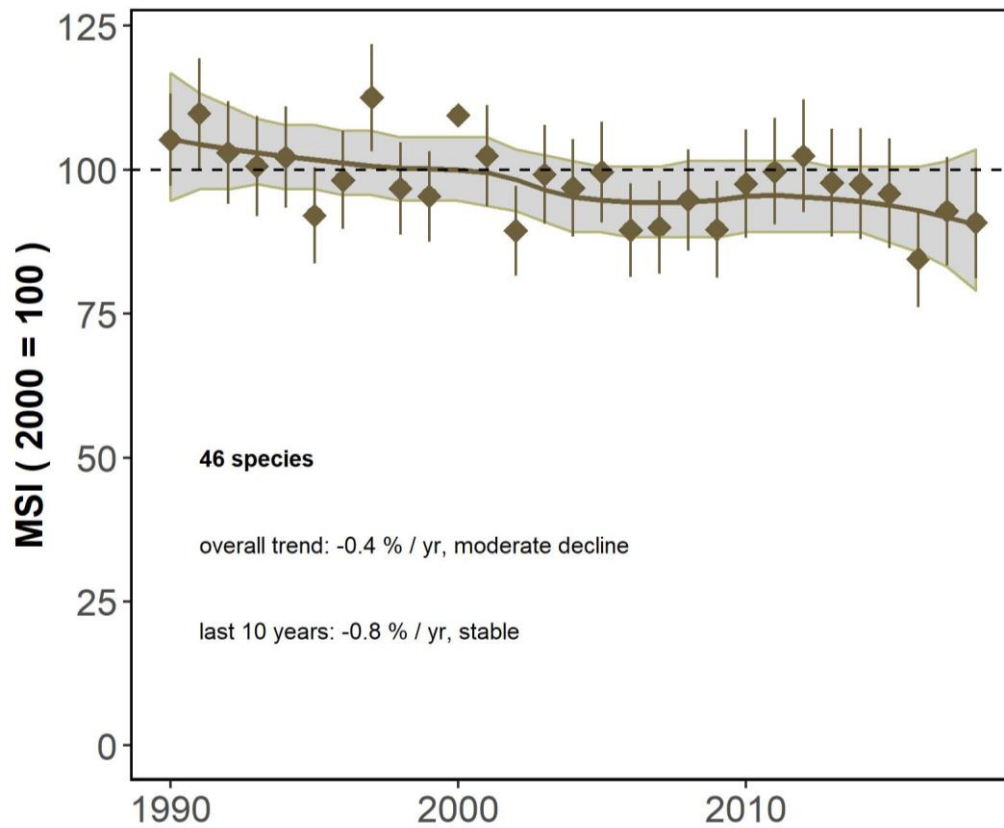 MSI ( 2000 = 100 )
125
100
75
50
25
0
46 species
overall trend: -0.4 % / yr, moderate decline
last 10 years: -0.8 % / yr, stable
1990
2000
2010